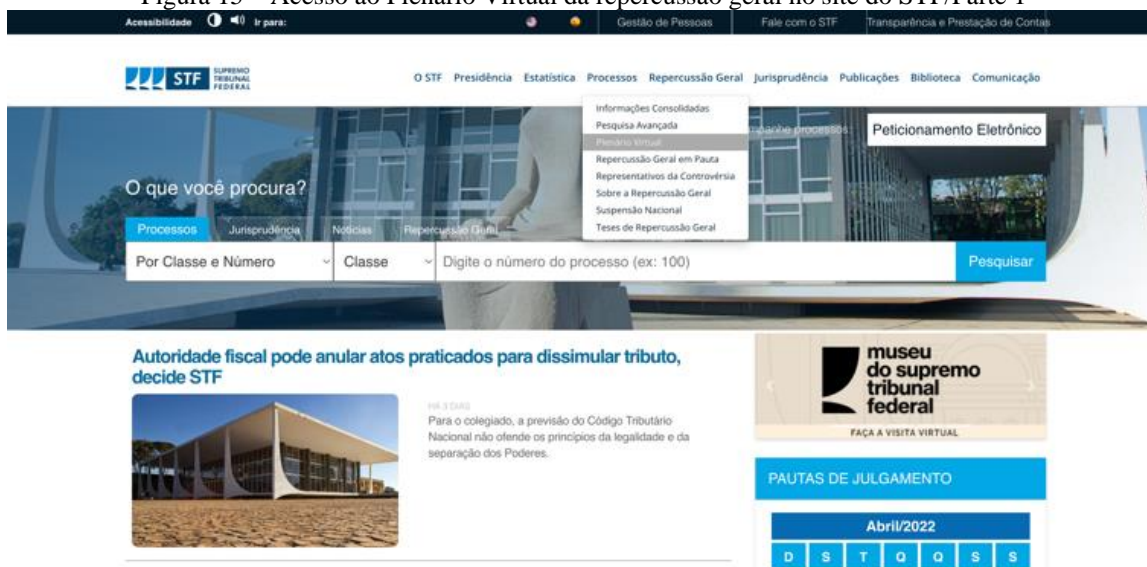 Figura 13 – Acesso ao Plenário Virtual da repercussão geral no site do STF/Parte 1
Acessibilidade Ir para: Gestão de Pessoas Fale com o STF Transparência e Prestação de Contas
STF SUPREMO TRIBUNAL FEDERAL
O STF Presidência Estatística Processos Repercussão Geral Jurisprudência Publicações Biblioteca Comunicação
Informações Consolidadas
Pesquisa Avançada
Plenário Virtual
Repercussão Geral em Pauta
Representativos da Controvérsia
Sobre a Repercussão Geral
Suspensão Nacional
Teses de Repercussão Geral
processos Peticionamento Eletrônico
O que você procura?
Processos Jurisprudência Notícias Repercussão Geral
Por Classe e Número Classe Digite o número do processo (ex: 100) Pesquisar
Autoridade fiscal pode anular atos praticados para dissimular tributo,
decide STF
HÁ 3 DIAS
Para o colegiado, a previsão do Código Tributário
Nacional não ofende os princípios da legalidade e da
separação dos Poderes.
museu
do supremo
tribunal
federal
FAÇA A VISITA VIRTUAL
PAUTAS DE JULGAMENTO
Abril/2022
D S T Q Q S S